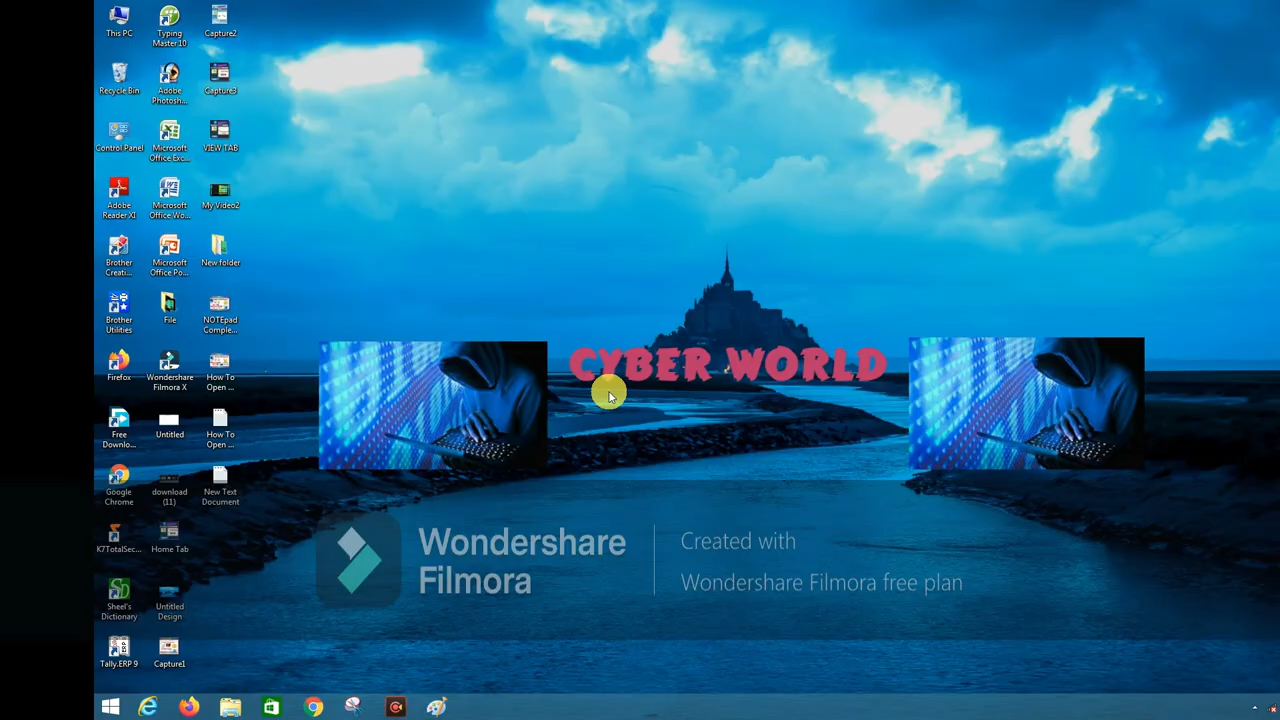 This PC
Typing
Master 10
Capture2
Recycle Bin
Adobe
Photosh...
Capture3
Control Panel
Microsoft
Office Exc...
VIEW TAB
Adobe
Reader XI
Microsoft
Office Wo...
My Video2
Brother
Creati...
Microsoft
Office Po...
New folder
Brother
Utilities
File
NOTEpad
Comple...
Firefox
Wondershare
Filmora X
How To
Open ...
Free
Downlo...
Untitled
How To
Open ...
Google
Chrome
download
(11)
New Text
Document
K7TotalSec...
Home Tab
Sheel's
Dictionary
Untitled
Design
Tally.ERP 9
Capture1
CYBER WORLD
Wondershare
Filmora
Created with
Wondershare Filmora free plan